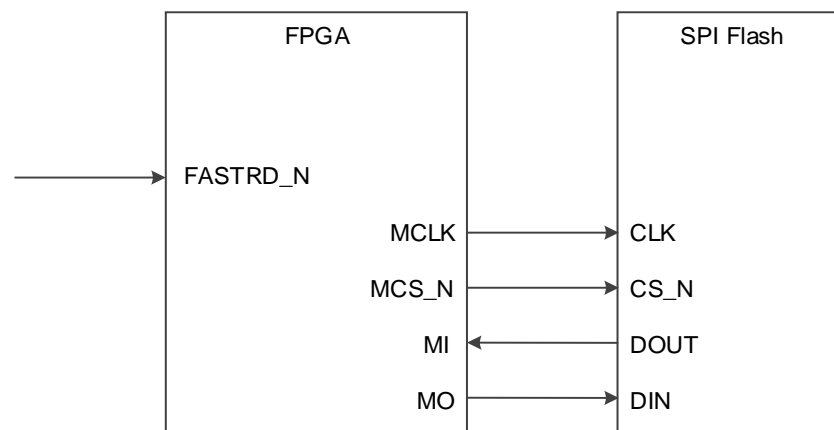 FPGA
SPI Flash
FASTRD_N
MCLK
CLK
MCS_N
CS_N
MI
DOUT
MO
DIN